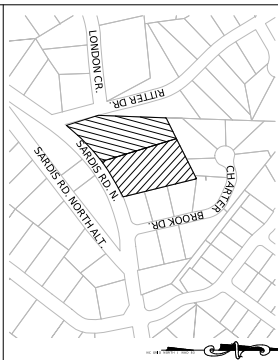 LONDON CR.
RITTER DR.
SARDIS RD. N.
SARDIS RD. NORTH ALT.
CHARTER
BROOK DR.